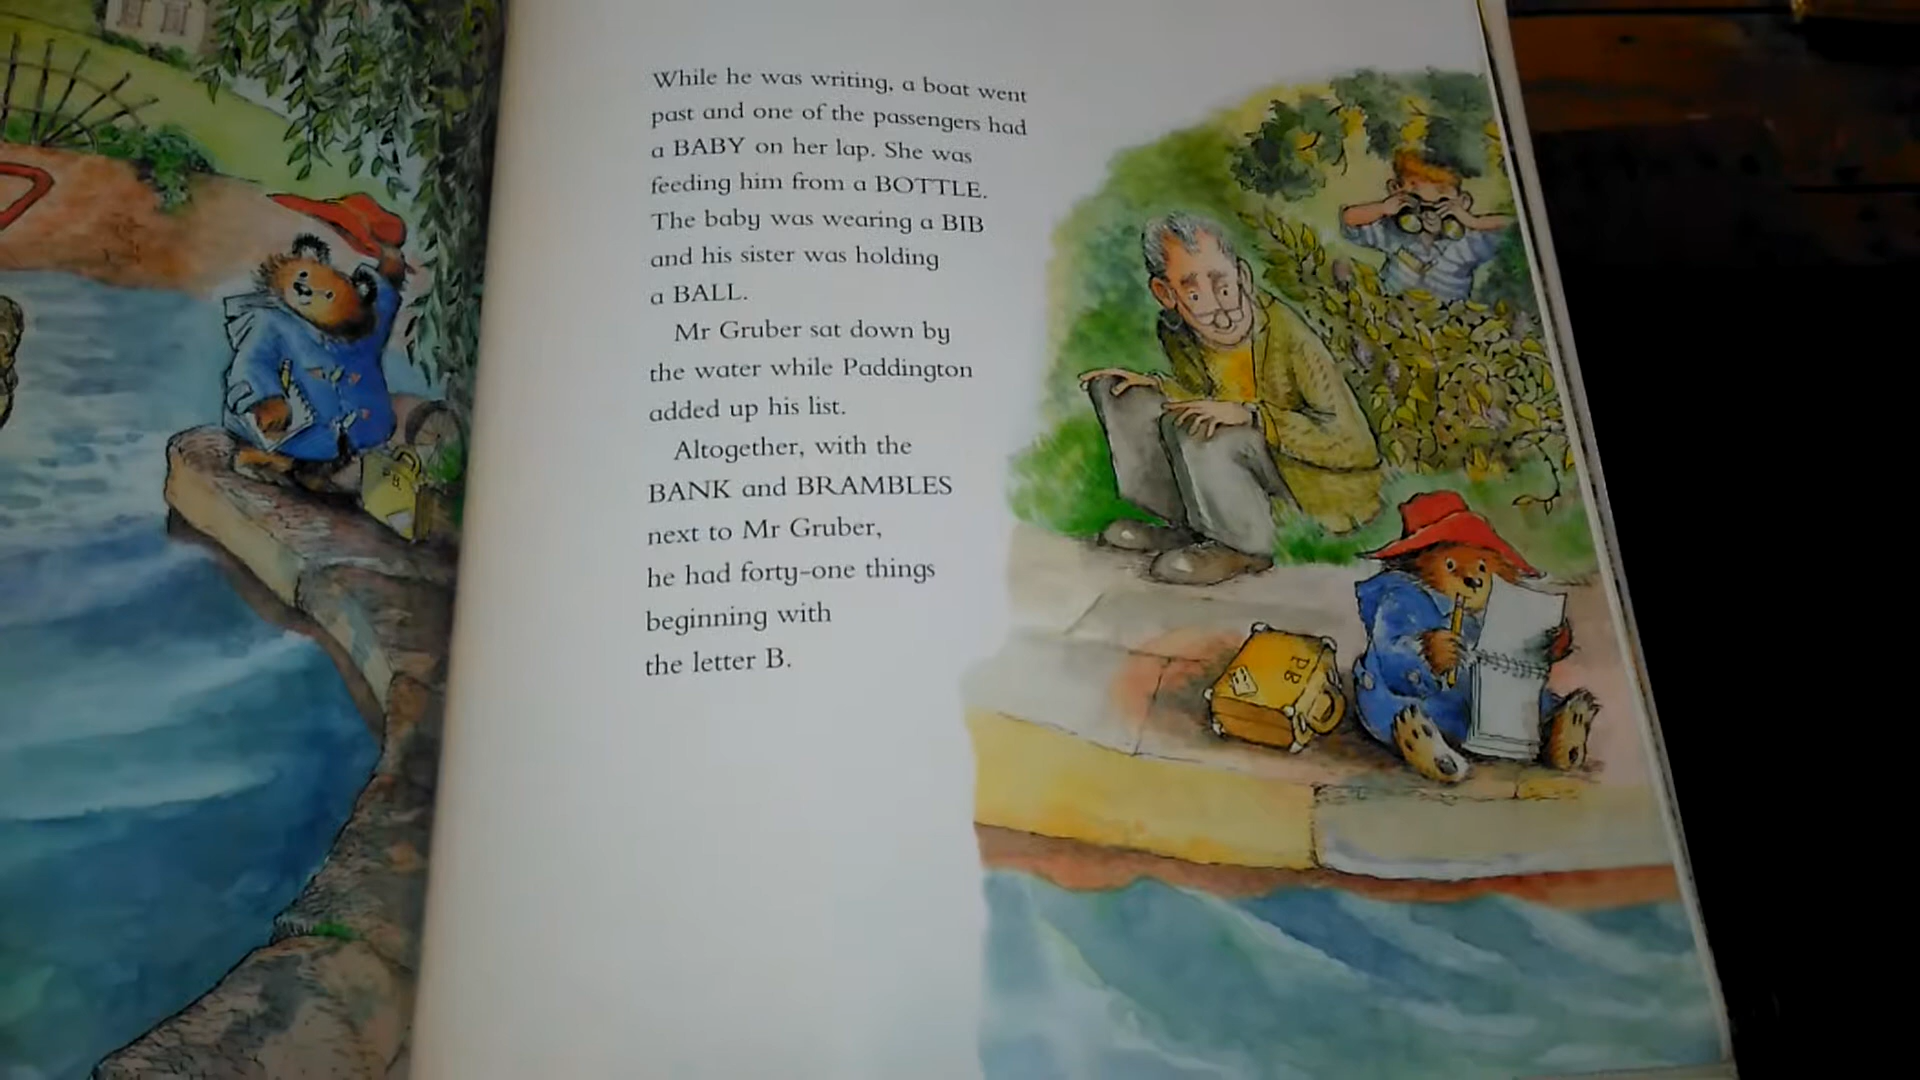 While he was writing, a boat went
past and one of the passengers had
a BABY on her lap. She was
feeding him from a BOTTLE.
The baby was wearing a BIB
and his sister was holding
a BALL.
Mr Gruber sat down by
the water while Paddington
added up his list.
Altogether, with the
BANK and BRAMBLES
next to Mr Gruber,
he had forty-one things
beginning with
the letter B.